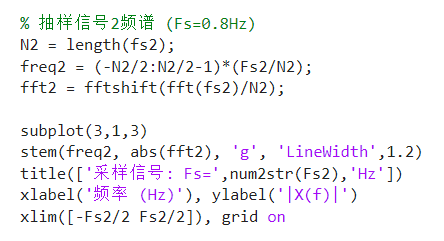 % 抽样信号2频谱 (Fs=0.8Hz)
N2 = length(fs2);
freq2 = (-N2/2:N2/2-1)*(Fs2/N2);
fft2 = fftshift(fft(fs2)/N2);
subplot(3,1,3)
stem(freq2, abs(fft2), 'g', 'LineWidth',1.2)
title(['采样信号: Fs=',num2str(Fs2),'Hz'])
xlabel('频率 (Hz)'), ylabel('|X(f)|')
xlim([-Fs2/2 Fs2/2]), grid on